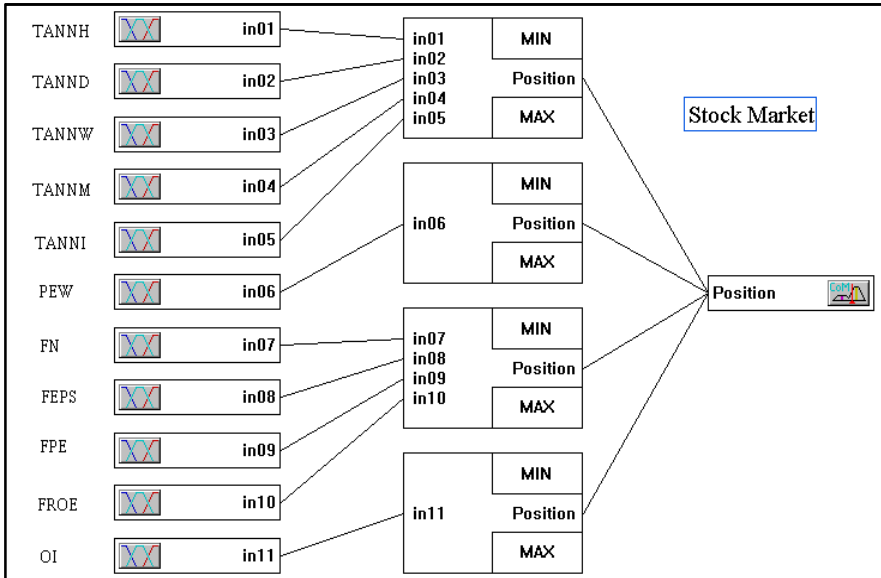 TANNH in01
TANND in02
TANNW in03
TANNM in04
TANNI in05
PEW in06
FN in07
FEPS in08
FPE in09
FROE in10
OI in11
in01
in02
in03
in04
in05
MIN
Position
MAX
in06
MIN
Position
MAX
in07
in08
in09
in10
MIN
Position
MAX
in11
MIN
Position
MAX
Stock Market
Position CoM